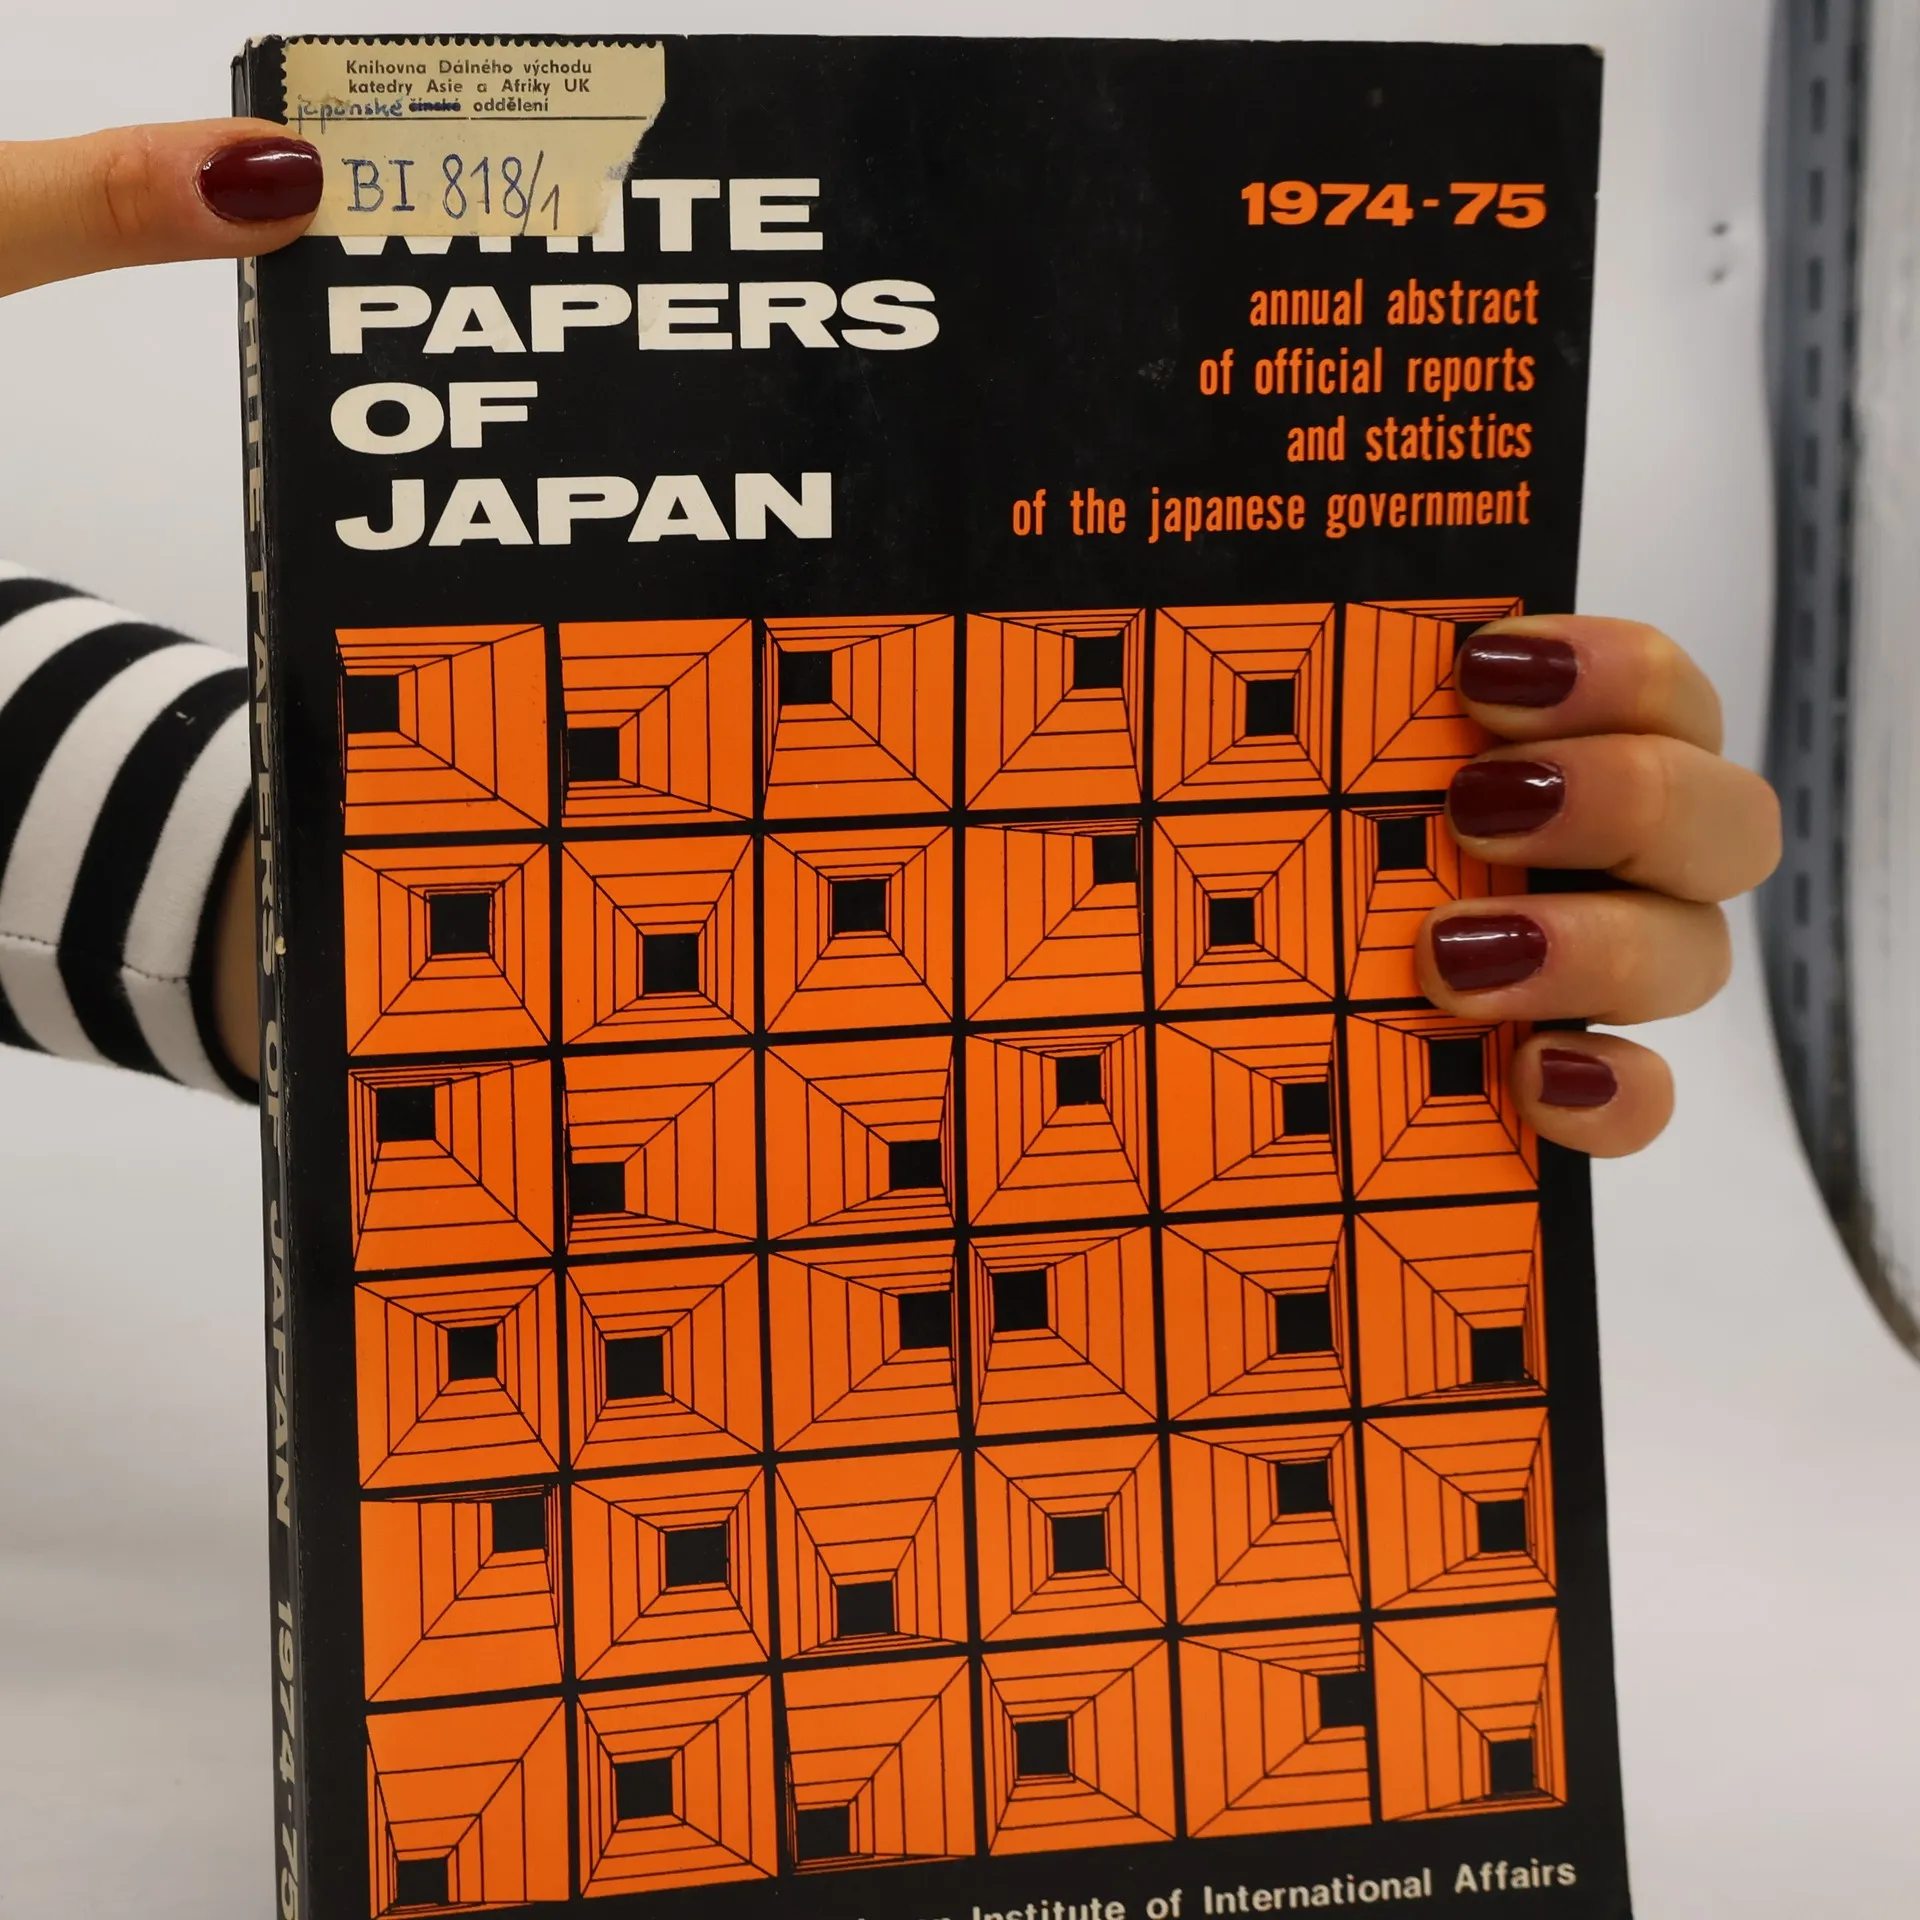 Knihovna Dálného východu
katedry Asie a Afriky UK
japonské čínské oddělení
BI 818/1
WHITE
PAPERS
OF
JAPAN
1974-75
annual abstract
of official reports
and statistics
of the japanese government
Institute of International Affairs
WHITE PAPERS OF JAPAN 1974-75